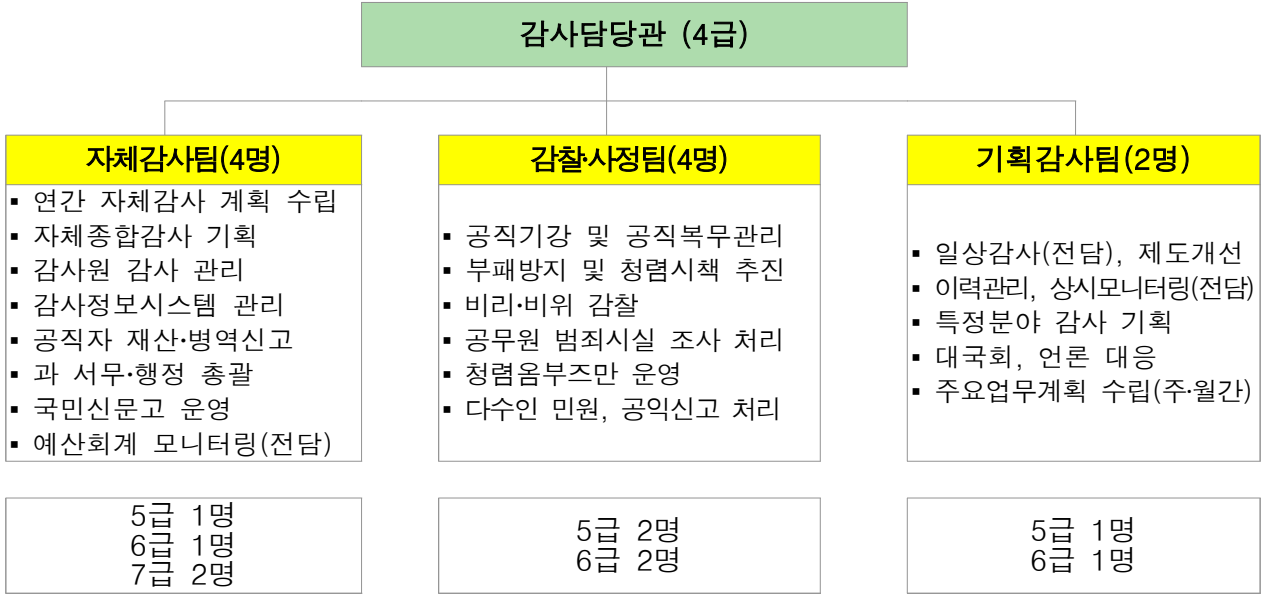 감사담당관 (4급)
자체감사팀(4명)
▪ 연간 자체감사 계획 수립
▪ 자체종합감사 기획
▪ 감사원 감사 관리
▪ 감사정보시스템 관리
▪ 공직자 재산·병역신고
▪ 과 서무·행정 총괄
▪ 국민신문고 운영
▪ 예산회계 모니터링(전담)
5급 1명
6급 1명
7급 2명
감찰·사정팀(4명)
▪ 공직기강 및 공직복무관리
▪ 부패방지 및 청렴시책 추진
▪ 비리·비위 감찰
▪ 공무원 범죄시실 조사 처리
▪ 청렴옴부즈만 운영
▪ 다수인 민원, 공익신고 처리
5급 2명
6급 2명
기획감사팀(2명)
▪ 일상감사(전담), 제도개선
▪ 이력관리, 상시모니터링(전담)
▪ 특정분야 감사 기획
▪ 대국회, 언론 대응
▪ 주요업무계획 수립(주·월간)
5급 1명
6급 1명